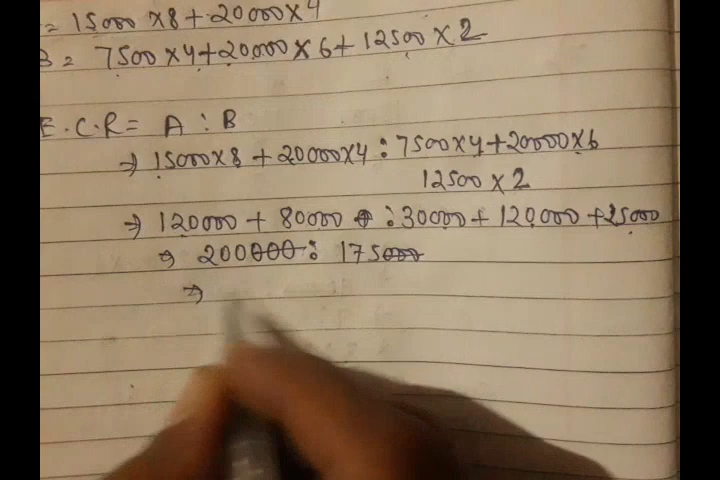 = 15000 x 8 + 20000 x 4
B = 7500 x 4 + 20000 x 6 + 12500 x 2
E.C.R = A : B
⇒ 15000 x 8 + 20000 x 4 : 7500 x 4 + 20000 x 6
12500 x 2
⇒ 120000 + 80000 : 30000 + 120000 + 25000
⇒ 200000 : 175000
⇒